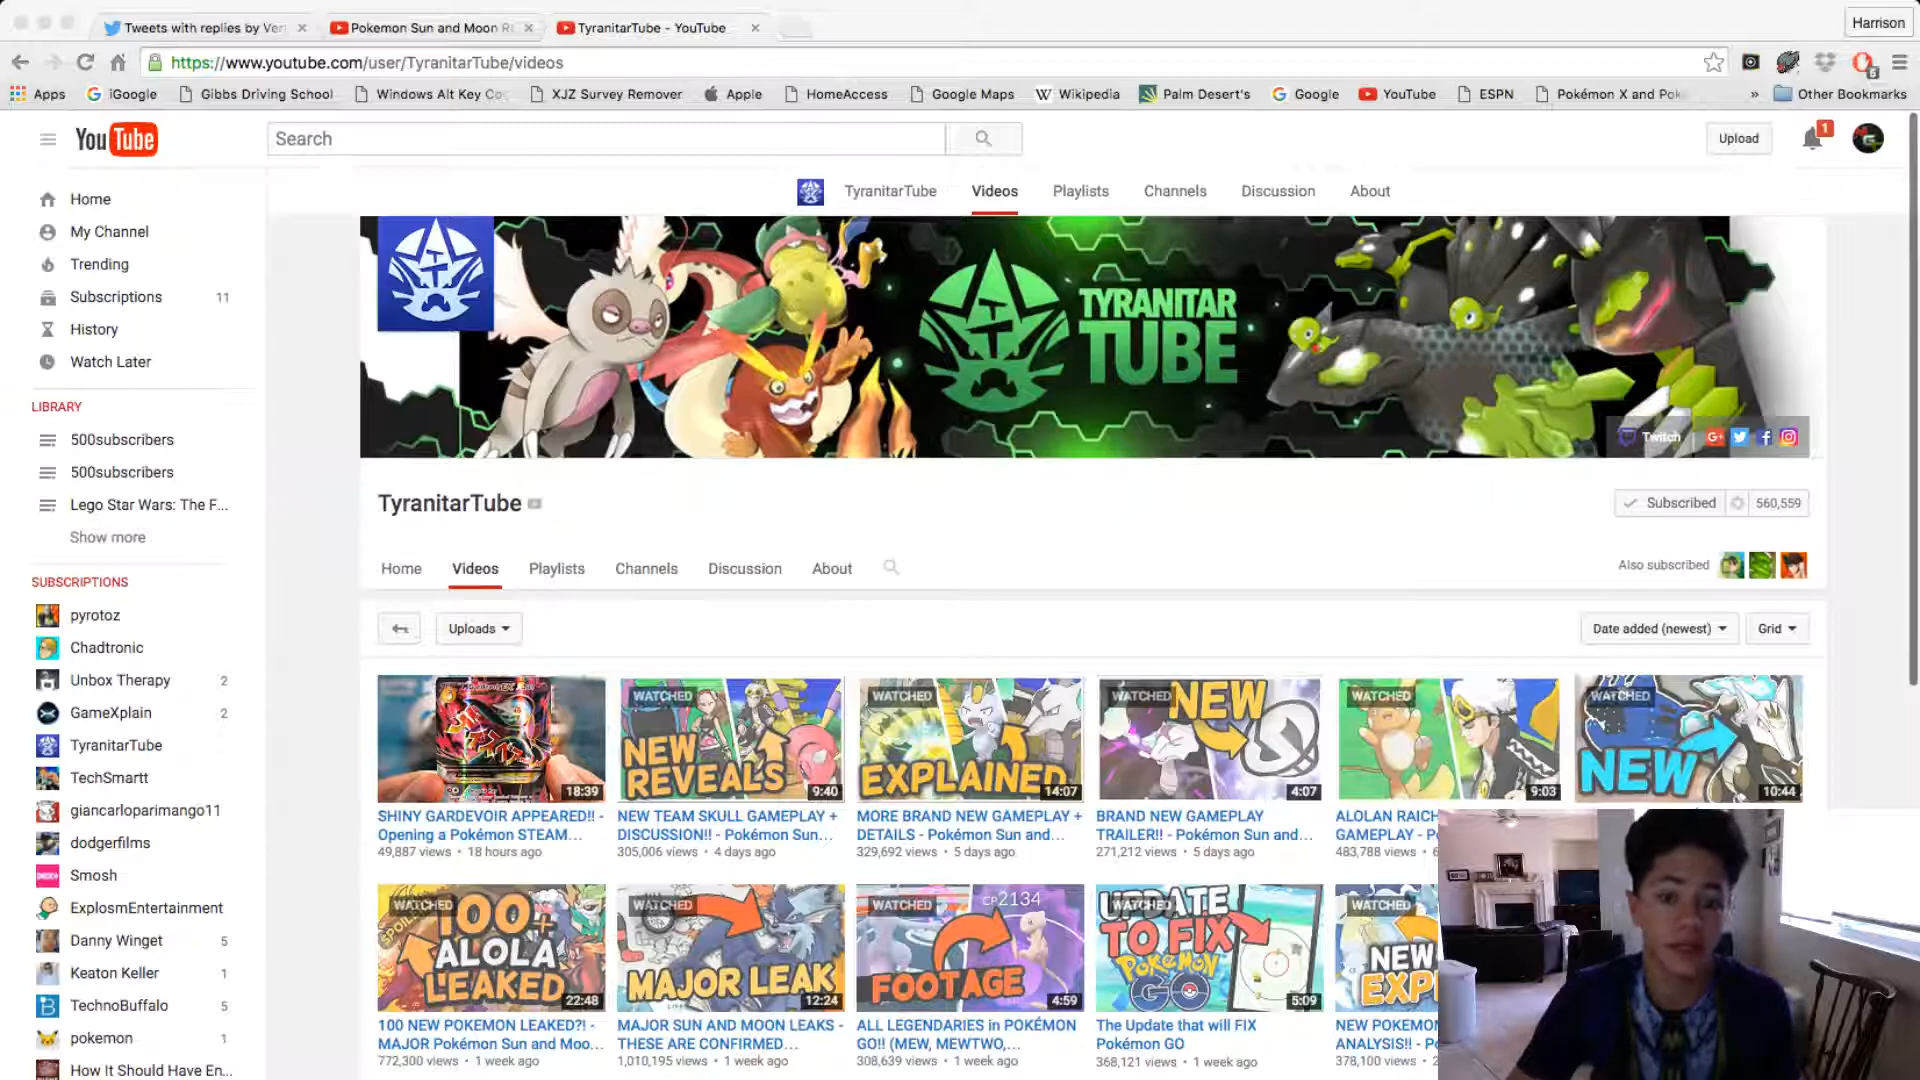 Tweets with replies by Ver
Pokemon Sun and Moon R
TyranitarTube - YouTube
Harrison
https://www.youtube.com/user/TyranitarTube/videos
Apps
iGoogle
Gibbs Driving School
Windows Alt Key Co
XJZ Survey Remover
Apple
HomeAccess
Google Maps
Wikipedia
Palm Desert's
Google
YouTube
ESPN
Pokémon X and Pok
»
Other Bookmarks
YouTube
Search
Upload
1
TyranitarTube
Videos
Playlists
Channels
Discussion
About
Home
My Channel
Trending
Subscriptions 11
History
Watch Later
LIBRARY
500subscribers
500subscribers
Lego Star Wars: The F...
Show more
SUBSCRIPTIONS
pyrotoz
Chadtronic
Unbox Therapy 2
GameXplain 2
TyranitarTube
TechSmartt
giancarloparimango11
dodgerfilms
Smosh
ExplosmEntertainment
Danny Winget 5
Keaton Keller 1
TechnoBuffalo 5
pokemon 1
How It Should Have En...
TYRANITAR
TUBE
Twitch
TyranitarTube
Subscribed 560,559
Home
Videos
Playlists
Channels
Discussion
About
Also subscribed
Uploads
Date added (newest)
Grid
18:39
WATCHED
NEW
REVEALS
9:40
WATCHED
EXPLAINED
14:07
WATCHED
NEW
4:07
WATCHED
9:03
WATCHED
NEW
10:44
SHINY GARDEVOIR APPEARED!! -
Opening a Pokémon STEAM...
49,887 views • 18 hours ago
NEW TEAM SKULL GAMEPLAY +
DISCUSSION!! - Pokémon Sun...
305,006 views • 4 days ago
MORE BRAND NEW GAMEPLAY +
DETAILS - Pokémon Sun and...
329,692 views • 5 days ago
BRAND NEW GAMEPLAY
TRAILER!! - Pokémon Sun and...
271,212 views • 5 days ago
ALOLAN RAICH
GAMEPLAY - P
483,788 views • 6
WATCHED
100+
ALOLA
LEAKED
22:48
WATCHED
MAJOR LEAK
12:24
WATCHED
CP2134
FOOTAGE
4:59
WATCHED
UPDATE
TO FIX
POKéMON
GO
5:09
WATCHED
NEW
EXP
100 NEW POKEMON LEAKED?! -
MAJOR Pokémon Sun and Moo...
772,300 views • 1 week ago
MAJOR SUN AND MOON LEAKS -
THESE ARE CONFIRMED...
1,010,195 views • 1 week ago
ALL LEGENDARIES in POKÉMON
GO!! (MEW, MEWTWO,...
308,639 views • 1 week ago
The Update that will FIX
Pokémon GO
368,121 views • 1 week ago
NEW POKEMON
ANALYSIS!! - P
378,100 views • 2